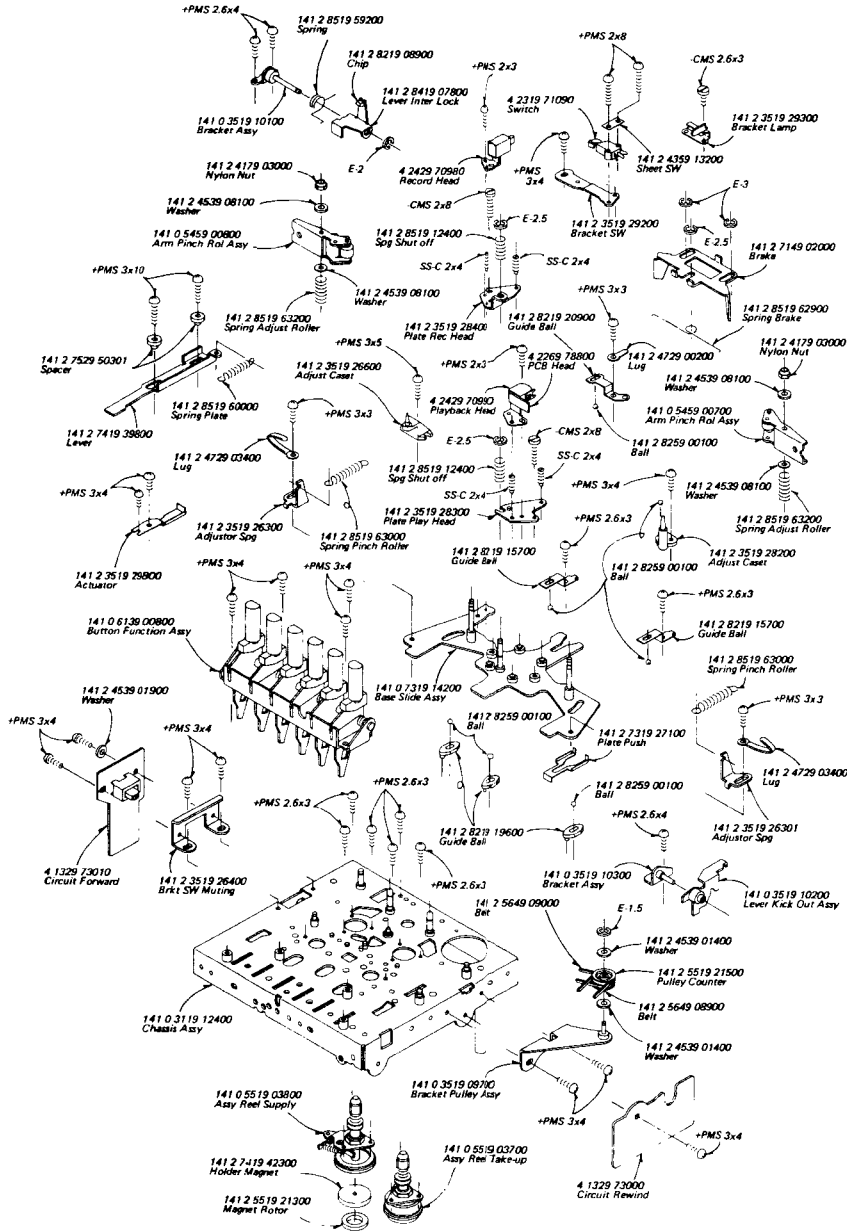 +PMS 2.6x4
141 2 8519 59200
Spring
141 2 8219 08900
Chip
141 2 8419 07800
Lever Inter Lock
141 0 3519 10100
Bracket Assy
E-2
+PMS 2x3
4 2429 70980
Record Head
+PMS 2x8
4 2319 71090
Switch
-CMS 2.6x3
141 2 3519 29300
Bracket Lamp
141 2 4359 13200
Sheet SW
+PMS
3x4
141 2 3519 29200
Bracket SW
141 2 4179 03000
Nylon Nut
141 2 4539 08100
Washer
141 0 5459 00800
Arm Pinch Rol Assy
141 2 4539 08100
Washer
141 2 8519 63200
Spring Adjust Roller
-CMS 2x8
E-2.5
141 2 8519 12400
Spg Shut off
SS-C 2x4
SS-C 2x4
141 2 3519 28400
Plate Rec Head
E-3
E-2.5
141 2 7149 02000
Brake
141 2 8519 62900
Spring Brake
+PMS 3x10
141 2 7529 50301
Spacer
141 2 8519 60000
Spring Plate
141 2 7419 39800
Lever
+PMS 3x5
141 2 3519 26600
Adjust Caset
+PMS 2x3
4 2269 78800
PCB Head
4 2429 70990
Playback Head
141 2 8219 20900
Guide Ball
+PMS 3x3
141 2 4729 00200
Lug
141 2 8259 00100
Ball
141 2 4179 03000
Nylon Nut
141 2 4539 08100
Washer
141 0 5459 00700
Arm Pinch Rol Assy
141 2 4539 08100
Washer
141 2 8519 63200
Spring Adjust Roller
+PMS 3x3
141 2 4729 03400
Lug
141 2 3519 26300
Adjustor Spg
141 2 8519 63000
Spring Pinch Roller
E-2.5
-CMS 2x8
141 2 8519 12400
Spg Shut off
SS-C 2x4
SS-C 2x4
141 2 3519 28300
Plate Play Head
+PMS 3x4
141 2 3519 28200
Adjust Caset
+PMS 3x4
141 2 3519 29800
Actuator
+PMS 2.6x3
141 2 8219 15700
Guide Ball
141 2 8259 00100
Ball
+PMS 2.6x3
141 2 8219 15700
Guide Ball
+PMS 3x4
+PMS 3x4
141 0 6139 00800
Button Function Assy
141 0 7319 14200
Base Slide Assy
141 2 8519 63000
Spring Pinch Roller
+PMS 3x3
141 2 4729 03400
Lug
141 2 3519 26301
Adjustor Spg
141 2 4539 01900
Washer
+PMS 3x4
+PMS 3x4
4 1329 73010
Circuit Forward
141 2 3519 26400
Brkt SW Muting
141 2 8259 00100
Ball
141 2 7319 27100
Plate Push
141 2 8259 00100
Ball
141 2 8219 19600
Guide Ball
+PMS 2.6x3
+PMS 2.6x3
+PMS 2.6x3
+PMS 2.6x4
141 0 3519 10300
Bracket Assy
141 0 3519 10200
Lever Kick Out Assy
141 2 5649 09000
Belt
E-1.5
141 2 4539 01400
Washer
141 2 5519 21500
Pulley Counter
141 2 5649 08900
Belt
141 2 4539 01400
Washer
141 0 3119 12400
Chassis Assy
141 0 3519 09700
Bracket Pulley Assy
+PMS 3x4
+PMS 3x4
4 1329 73000
Circuit Rewind
141 0 5519 03800
Assy Reel Supply
141 0 5519 03700
Assy Reel Take-up
141 2 7419 42300
Holder Magnet
141 2 5519 21300
Magnet Rotor